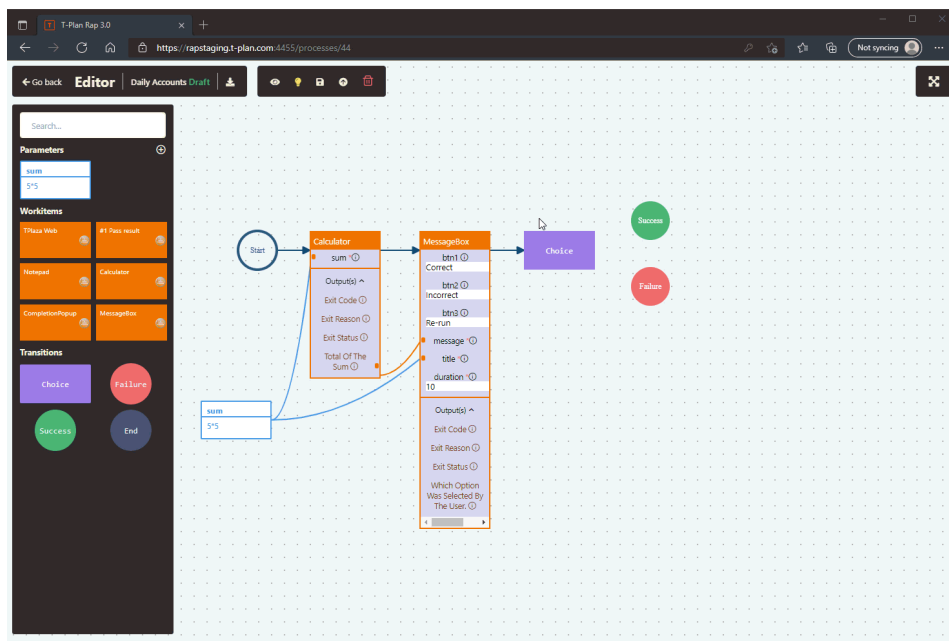 T-Plan Rap 3.0
https://rapstaging.t-plan.com:4455/processes/44
Not syncing
Go back Editor Daily Accounts Draft
Search...
Parameters
sum
5*5
Workitems
TPlaza Web
#1 Pass result
Notepad
Calculator
CompletionPopup
MessageBox
Transitions
Choice
Failure
Success
End
Start
Calculator
sum *
Output(s)
Exit Code
Exit Reason
Exit Status
Total Of The
Sum
sum
5*5
MessageBox
btn1
Correct
btn2
Incorrect
btn3
Re-run
message *
title *
duration *
10
Output(s)
Exit Code
Exit Reason
Exit Status
Which Option
Was Selected By
The User.
Choice
Success
Failure